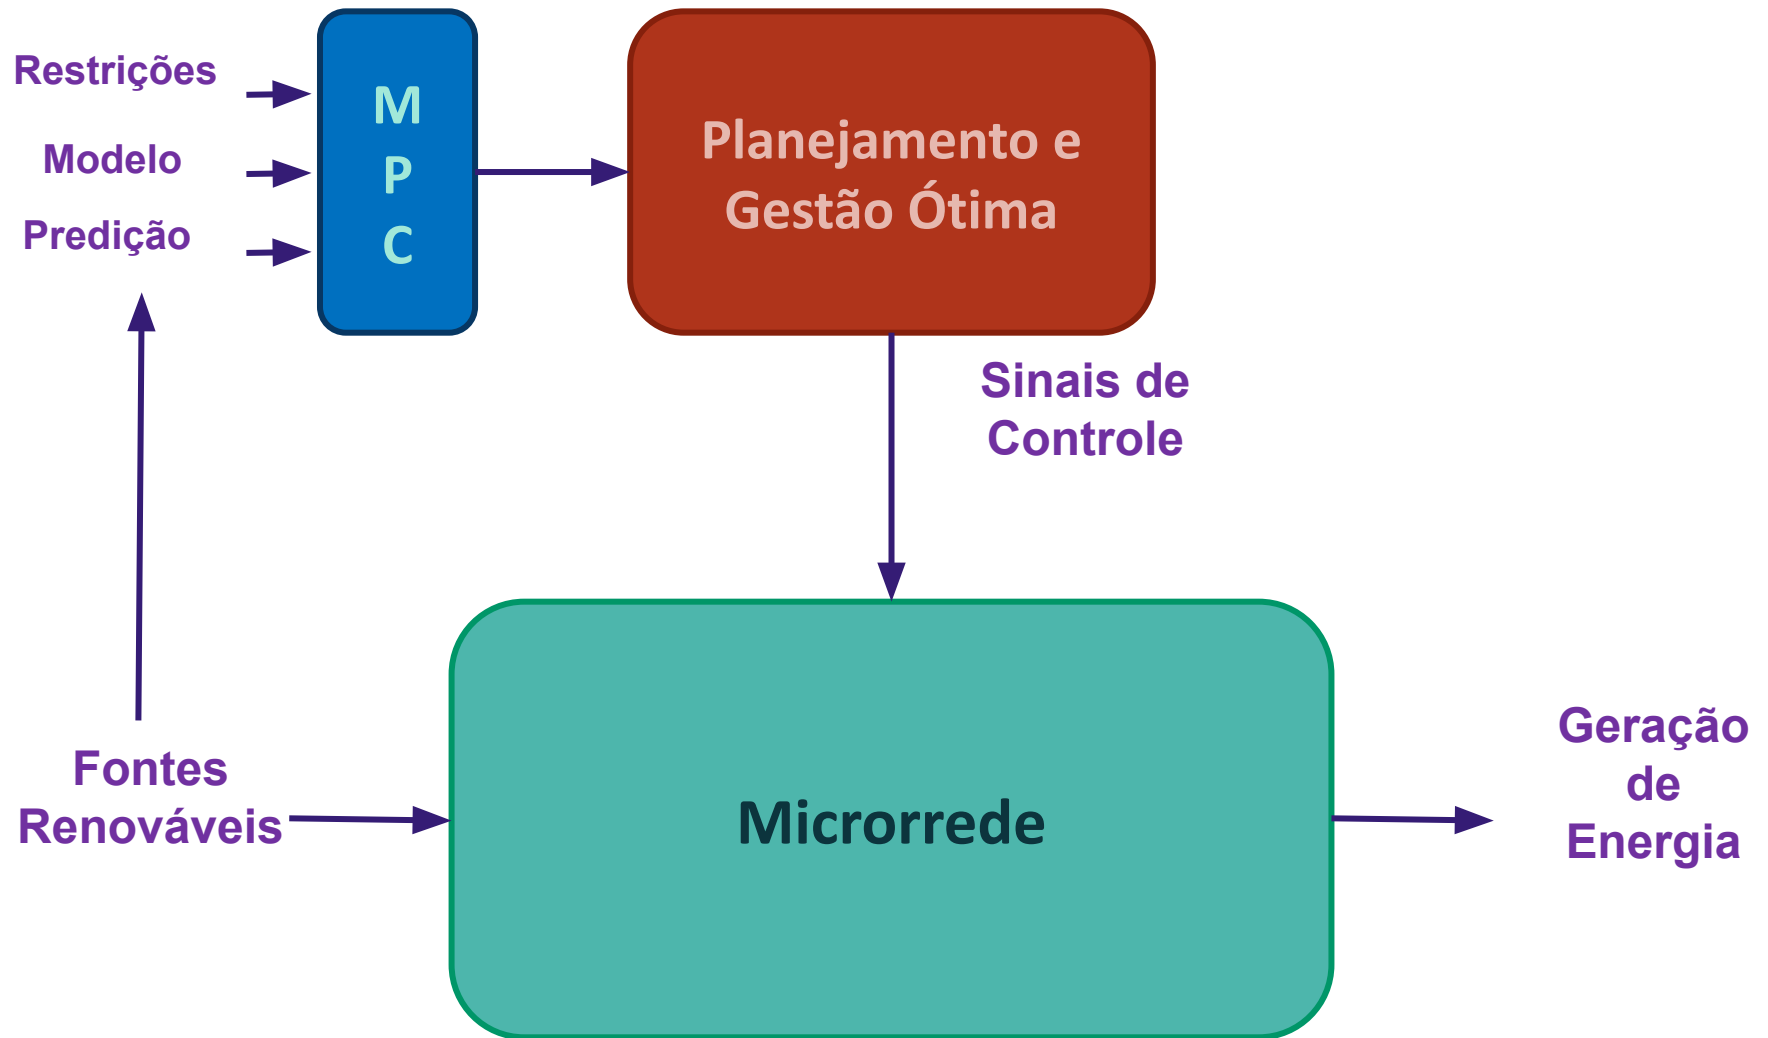 Restrições
Modelo
Predição
M
P
C
Planejamento e
Gestão Ótima
Sinais de
Controle
Fontes
Renováveis
Microrrede
Geração
de
Energia